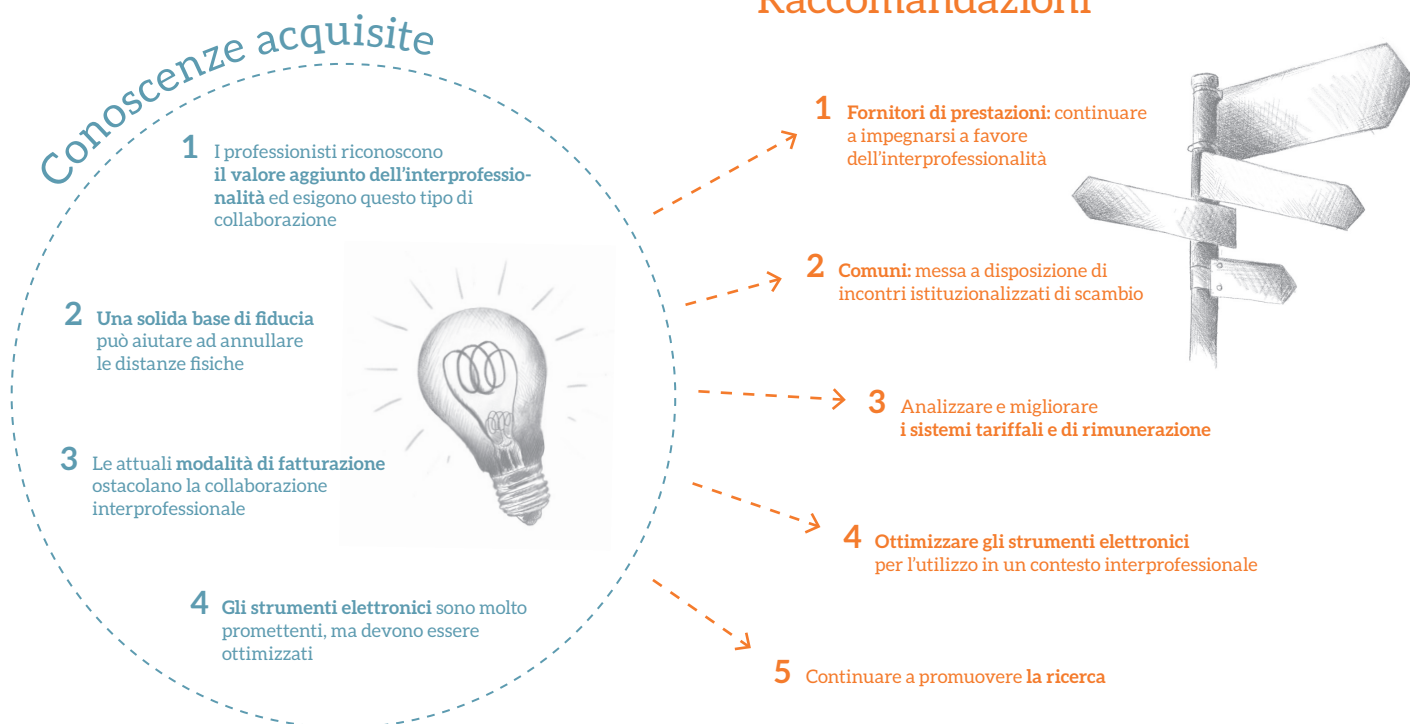 Conoscenze acquisite
1 I professionisti riconoscono
il valore aggiunto dell'interprofessio-
nalità ed esigono questo tipo di
collaborazione
2 Una solida base di fiducia
può aiutare ad annullare
le distanze fisiche
3 Le attuali modalità di fatturazione
ostacolano la collaborazione
interprofessionale
4 Gli strumenti elettronici sono molto
promettenti, ma devono essere
ottimizzati
Raccomandazioni
1 Fornitori di prestazioni: continuare
a impegnarsi a favore
dell'interprofessionalità
2 Comuni: messa a disposizione di
incontri istituzionalizzati di scambio
3 Analizzare e migliorare
i sistemi tariffali e di rimunerazione
4 Ottimizzare gli strumenti elettronici
per l'utilizzo in un contesto interprofessionale
5 Continuare a promuovere la ricerca